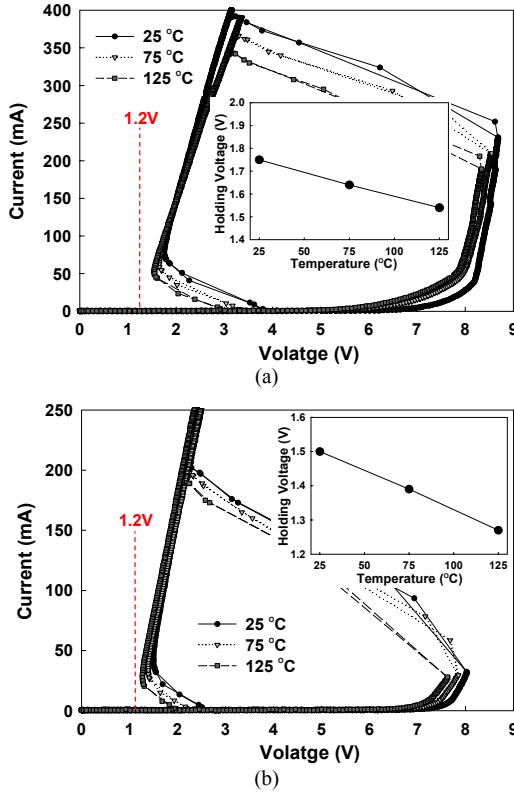 400
350
300
250
200
150
100
50
0
Current (mA)
25 °C
75 °C
125 °C
1.2V
2.0
1.9
1.8
1.7
1.6
1.5
1.4
Holding Voltage (V)
25 50 75 100 125
Temperature (°C)
0 1 2 3 4 5 6 7 8 9
Volatge (V)
(a)
250
200
150
100
50
0
Current (mA)
1.2V
1.6
1.5
1.4
1.3
1.2
Holding Voltage (V)
25 50 75 100 125
Temperature (°C)
25 °C
75 °C
125 °C
0 1 2 3 4 5 6 7 8 9
Volatge (V)
(b)